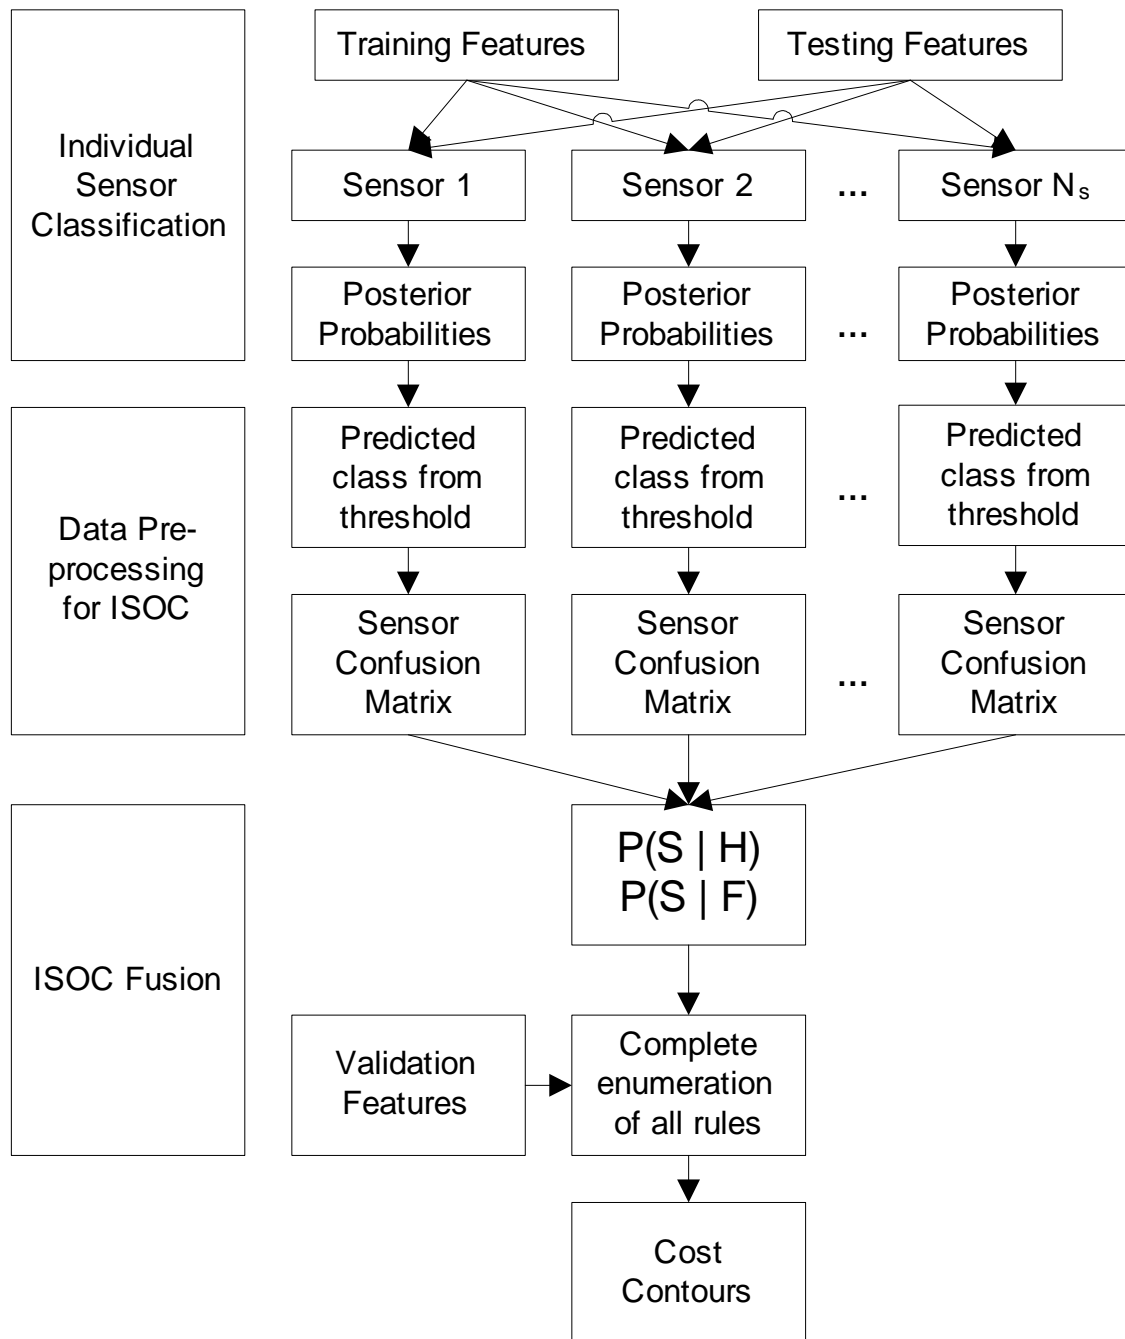 Training Features
Testing Features
Individual
Sensor
Classification
Sensor 1
Sensor 2
...
Sensor Ns
Posterior
Probabilities
Posterior
Probabilities
...
Posterior
Probabilities
Data Pre-
processing
for ISOC
Predicted
class from
threshold
Predicted
class from
threshold
...
Predicted
class from
threshold
Sensor
Confusion
Matrix
Sensor
Confusion
Matrix
...
Sensor
Confusion
Matrix
ISOC Fusion
P(S | H)
P(S | F)
Validation
Features
Complete
enumeration
of all rules
Cost
Contours